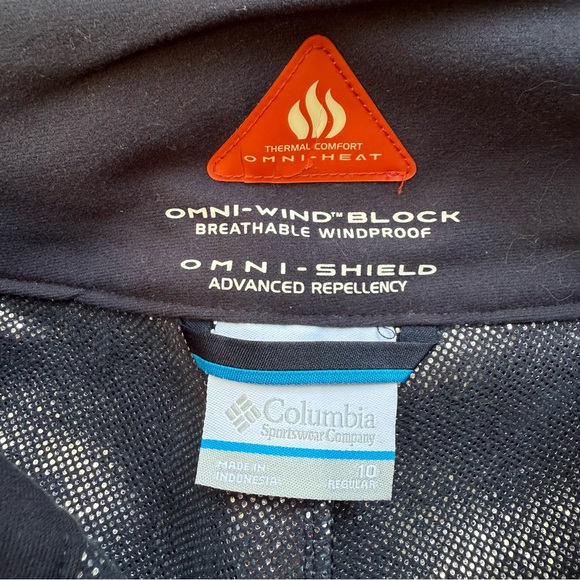 THERMAL COMFORT
OMNI-HEAT
OMNI-WIND™ BLOCK
BREATHABLE WINDPROOF
OMNI-SHIELD
ADVANCED REPELLENCY
Columbia
Sportswear Company
MADE IN
INDONESIA
10
REGULAR